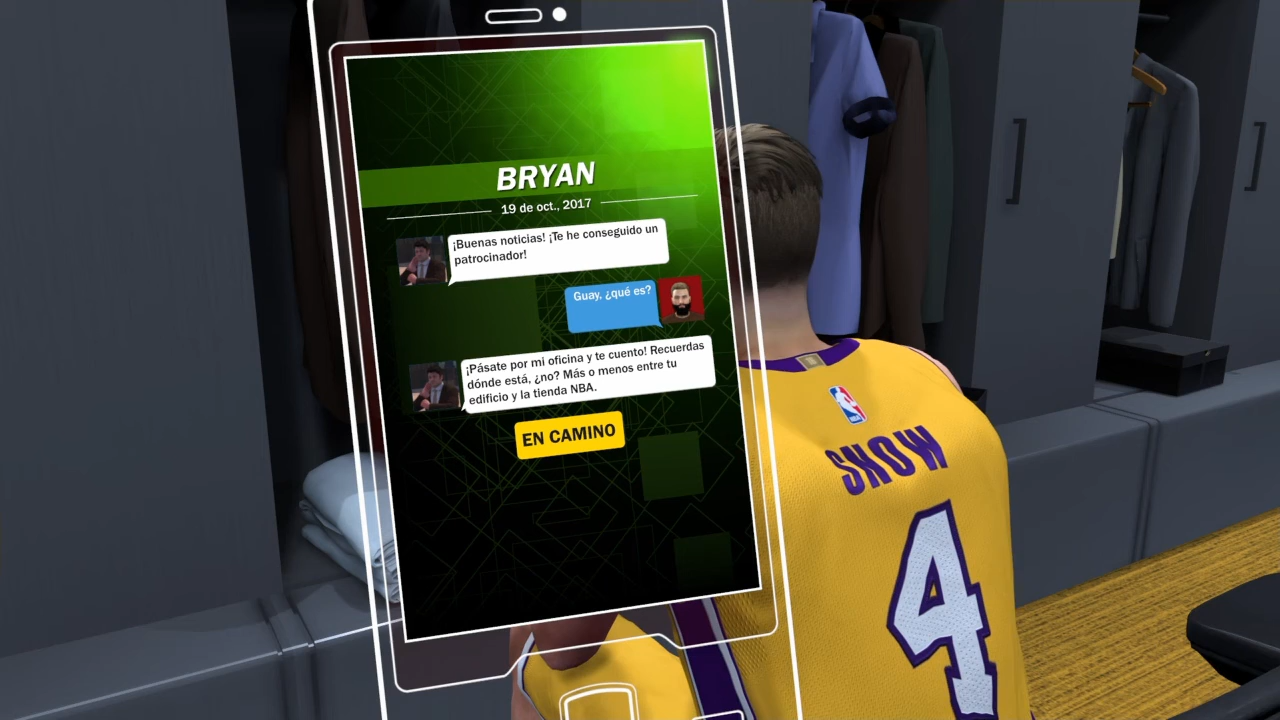 BRYAN
19 de oct., 2017
¡Buenas noticias! ¡Te he conseguido un
patrocinador!
Guay, ¿qué es?
¡Pásate por mi oficina y te cuento! Recuerdas
dónde está, ¿no? Más o menos entre tu
edificio y la tienda NBA.
EN CAMINO
SNOW
4